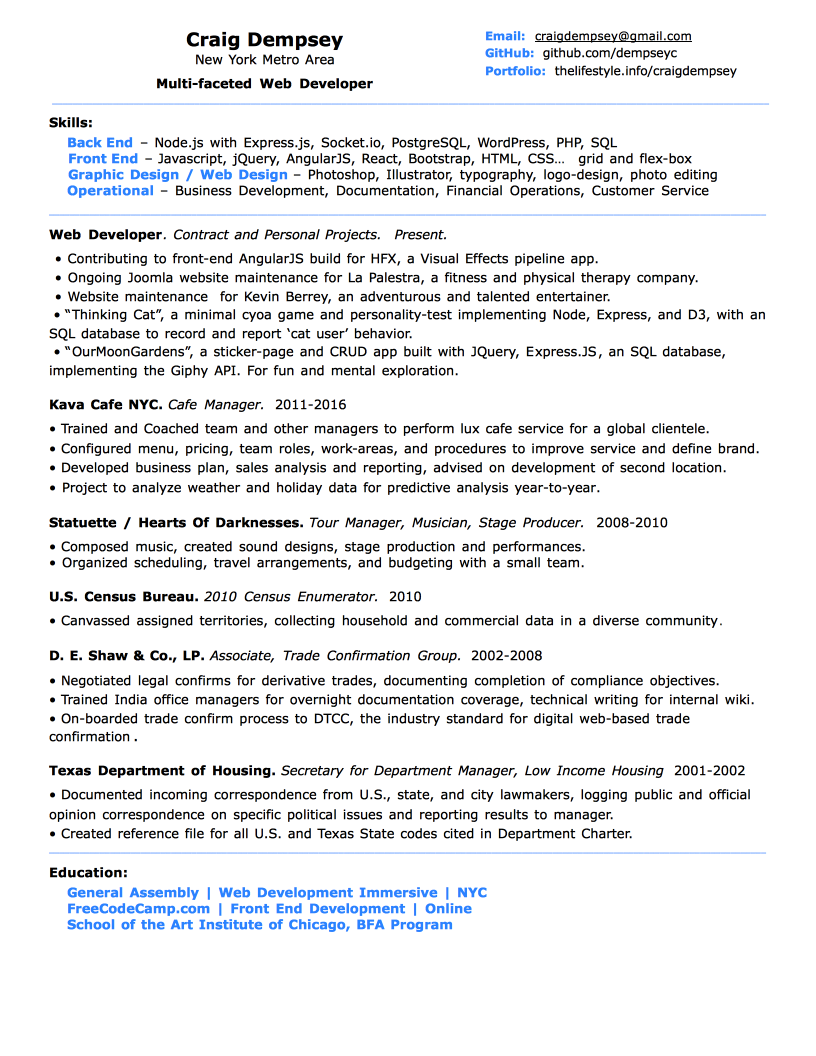 Craig Dempsey
New York Metro Area
Multi-faceted Web Developer
Email: craigdempsey@gmail.com
GitHub: github.com/dempseyc
Portfolio: thelifestyle.info/craigdempsey
Skills:
Back End – Node.js with Express.js, Socket.io, PostgreSQL, WordPress, PHP, SQL
Front End – Javascript, jQuery, AngularJS, React, Bootstrap, HTML, CSS… grid and flex-box
Graphic Design / Web Design – Photoshop, Illustrator, typography, logo-design, photo editing
Operational – Business Development, Documentation, Financial Operations, Customer Service
Web Developer. Contract and Personal Projects. Present.
• Contributing to front-end AngularJS build for HFX, a Visual Effects pipeline app.
• Ongoing Joomla website maintenance for La Palestra, a fitness and physical therapy company.
• Website maintenance for Kevin Berrey, an adventurous and talented entertainer.
• “Thinking Cat”, a minimal cyoa game and personality-test implementing Node, Express, and D3, with an
SQL database to record and report ‘cat user’ behavior.
• “OurMoonGardens”, a sticker-page and CRUD app built with JQuery, Express.JS, an SQL database,
implementing the Giphy API. For fun and mental exploration.
Kava Cafe NYC. Cafe Manager. 2011-2016
• Trained and Coached team and other managers to perform lux cafe service for a global clientele.
• Configured menu, pricing, team roles, work-areas, and procedures to improve service and define brand.
• Developed business plan, sales analysis and reporting, advised on development of second location.
• Project to analyze weather and holiday data for predictive analysis year-to-year.
Statuette / Hearts Of Darknesses. Tour Manager, Musician, Stage Producer. 2008-2010
• Composed music, created sound designs, stage production and performances.
• Organized scheduling, travel arrangements, and budgeting with a small team.
U.S. Census Bureau. 2010 Census Enumerator. 2010
• Canvassed assigned territories, collecting household and commercial data in a diverse community.
D. E. Shaw & Co., LP. Associate, Trade Confirmation Group. 2002-2008
• Negotiated legal confirms for derivative trades, documenting completion of compliance objectives.
• Trained India office managers for overnight documentation coverage, technical writing for internal wiki.
• On-boarded trade confirm process to DTCC, the industry standard for digital web-based trade
confirmation .
Texas Department of Housing. Secretary for Department Manager, Low Income Housing 2001-2002
• Documented incoming correspondence from U.S., state, and city lawmakers, logging public and official
opinion correspondence on specific political issues and reporting results to manager.
• Created reference file for all U.S. and Texas State codes cited in Department Charter.
Education:
General Assembly | Web Development Immersive | NYC
FreeCodeCamp.com | Front End Development | Online
School of the Art Institute of Chicago, BFA Program